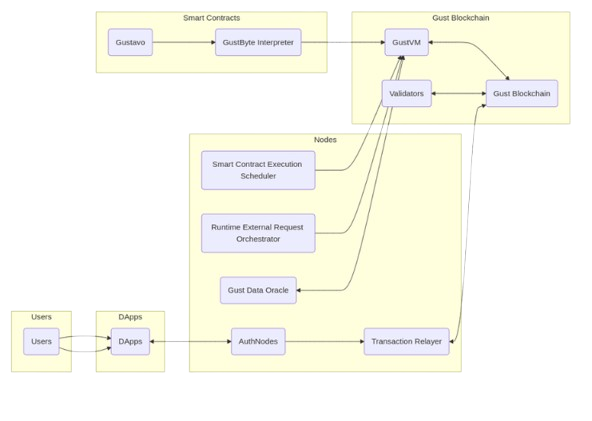 Smart Contracts
Gustavo
GustByte Interpreter
Gust Blockchain
GustVM
Validators
Gust Blockchain
Nodes
Smart Contract Execution
Scheduler
Runtime External Request
Orchestrator
Gust Data Oracle
AuthNodes
Transaction Relayer
Users
Users
DApps
DApps